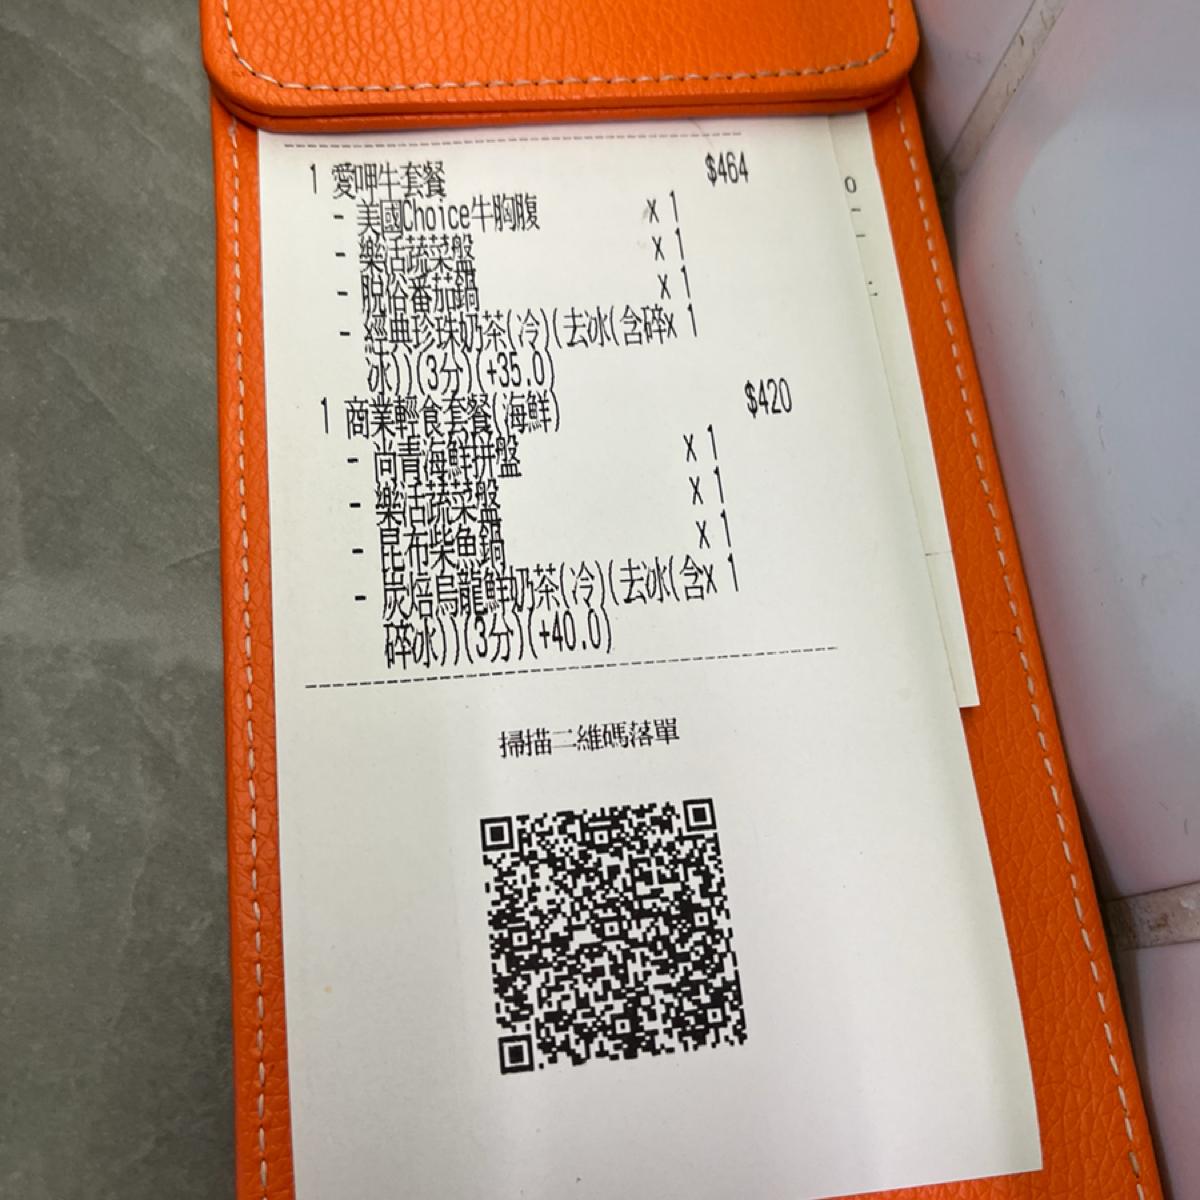 1 愛呷牛套餐 $464
- 美國Choice牛胸腹 x 1
- 樂活蔬菜盤 x 1
- 脫俗番茄鍋 x 1
- 經典珍珠奶茶(冷)(去冰(含碎x 1
冰))(3分)(+35.0)
1 商業輕食套餐(海鮮) $420
- 尚青海鮮拼盤 x 1
- 樂活蔬菜盤 x 1
- 昆布柴魚鍋 x 1
- 炭焙烏龍鮮奶茶(冷)(去冰(含x 1
碎冰))(3分)(+40.0)
掃描二維碼落單
0